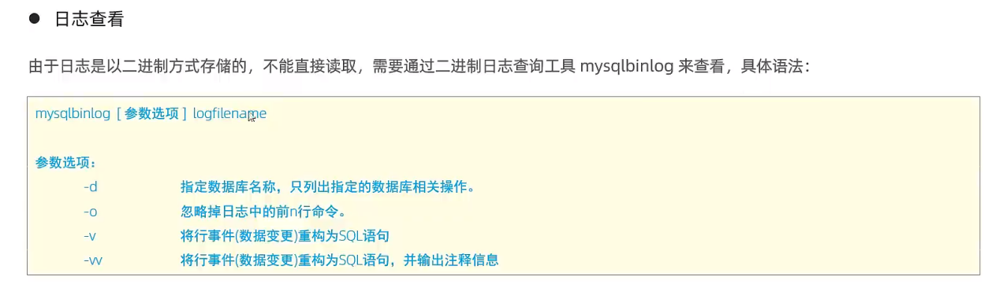 ● 日志查看
由于日志是以二进制方式存储的，不能直接读取，需要通过二进制日志查询工具 mysqlbinlog 来查看，具体语法：
mysqlbinlog [ 参数选项 ] logfilename
参数选项：
-d 指定数据库名称，只列出指定的数据库相关操作。
-o 忽略掉日志中的前n行命令。
-v 将行事件(数据变更)重构为SQL语句
-vv 将行事件(数据变更)重构为SQL语句，并输出注释信息